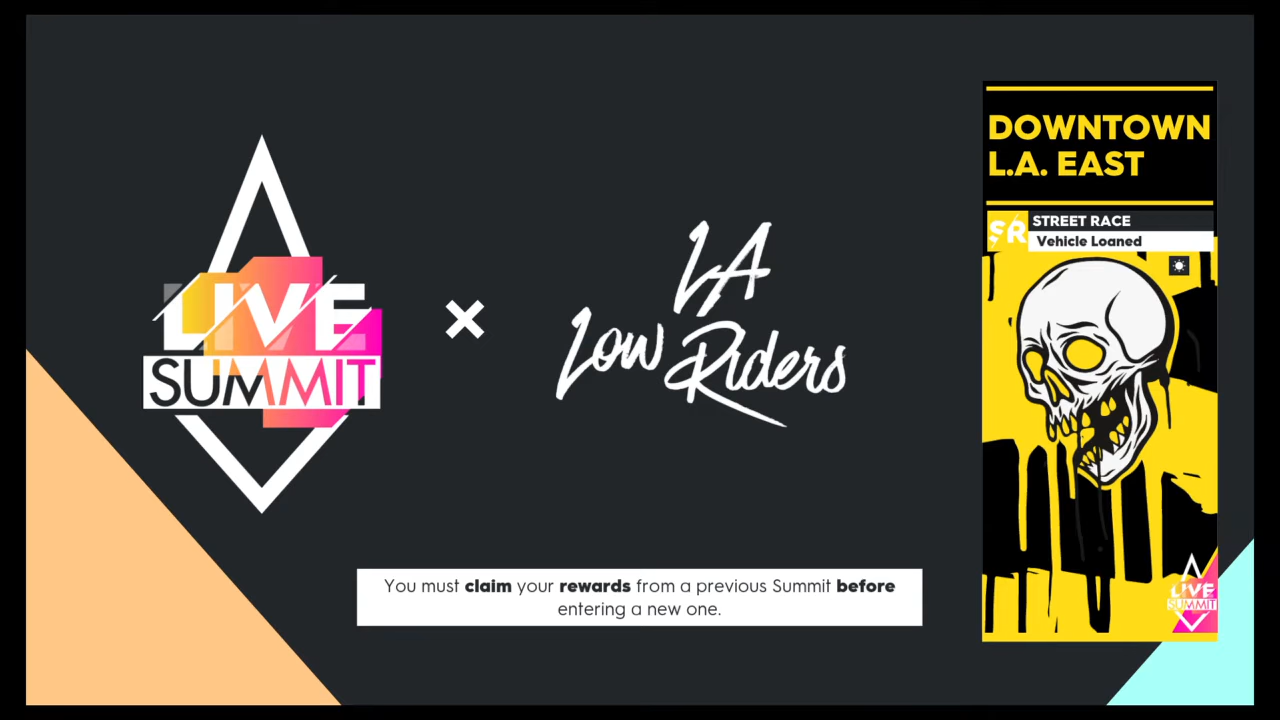 LIVE
SUMMIT
×
LA
Low Riders
You must claim your rewards from a previous Summit before
entering a new one.
DOWNTOWN
L.A. EAST
SR
STREET RACE
Vehicle Loaned
LIVE
SUMMIT